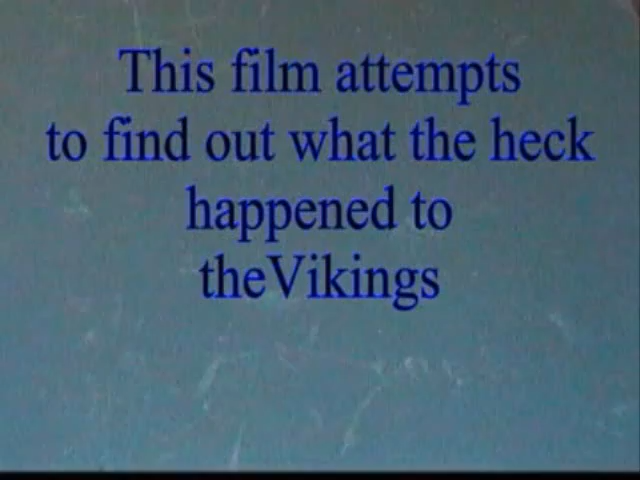 This film attempts
to find out what the heck
happened to
theVikings